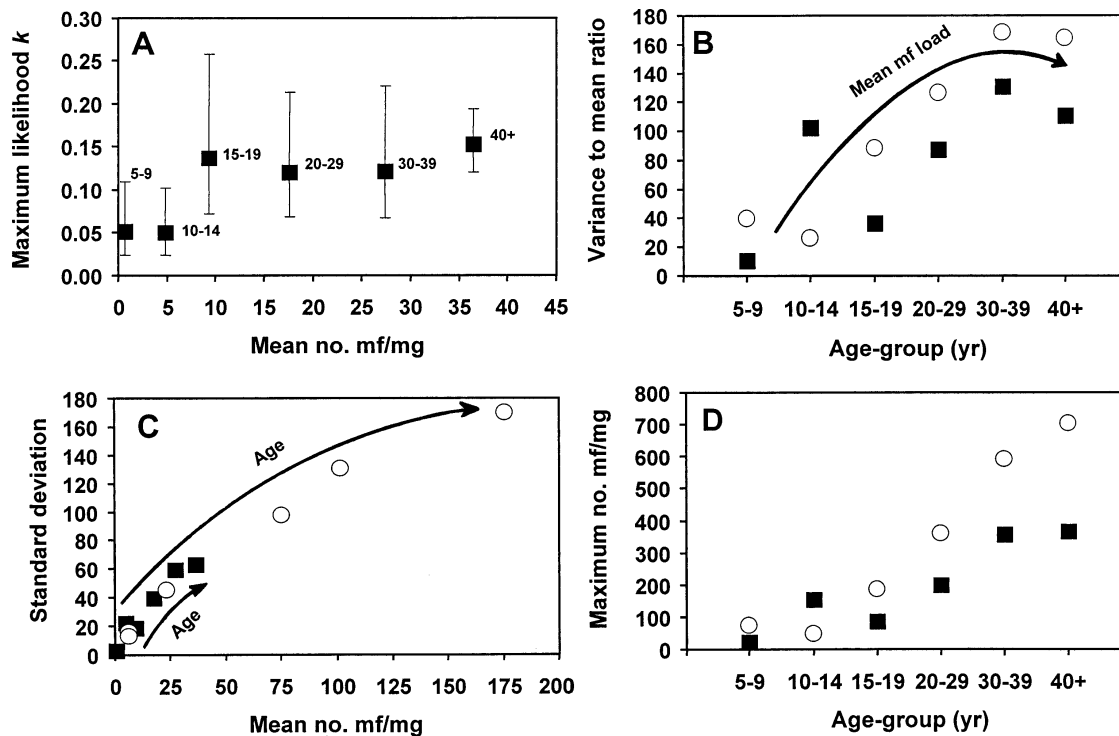 A
Maximum likelihood k
0.30
0.25
0.20
0.15
0.10
0.05
0.00
5-9
10-14
15-19
20-29
30-39
40+
0 5 10 15 20 25 30 35 40 45
Mean no. mf/mg
B
Variance to mean ratio
180
160
140
120
100
80
60
40
20
0
Mean mf load
5-9 10-14 15-19 20-29 30-39 40+
Age-group (yr)
C
Standard deviation
180
160
140
120
100
80
60
40
20
0
Age
Age
0 25 50 75 100 125 150 175 200
Mean no. mf/mg
D
Maximum no. mf/mg
800
700
600
500
400
300
200
100
0
5-9 10-14 15-19 20-29 30-39 40+
Age-group (yr)